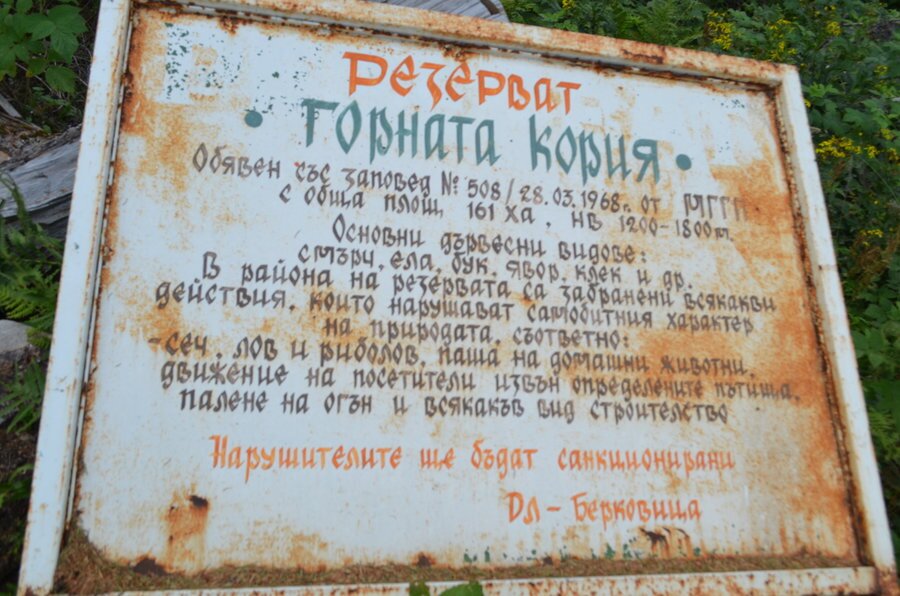 Резерват
• Горната Кория •
Обявен със заповед № 508/28.03.1968г. от МГГП
с обща площ 161 ха, нв 1200-1800м.
Основни дървесни видове:
смърч, ела, бук, явор, клек и др.
В района на резервата са забранени всякакви
действия, които нарушават самобитния характер
на природата, съответно:
-сеч, лов и риболов, паша на домашни животни,
движение на посетители извън определените пътища,
палене на огън и всякакъв вид строителство
Нарушителите ще бъдат санкционирани
ДЛ - Берковица